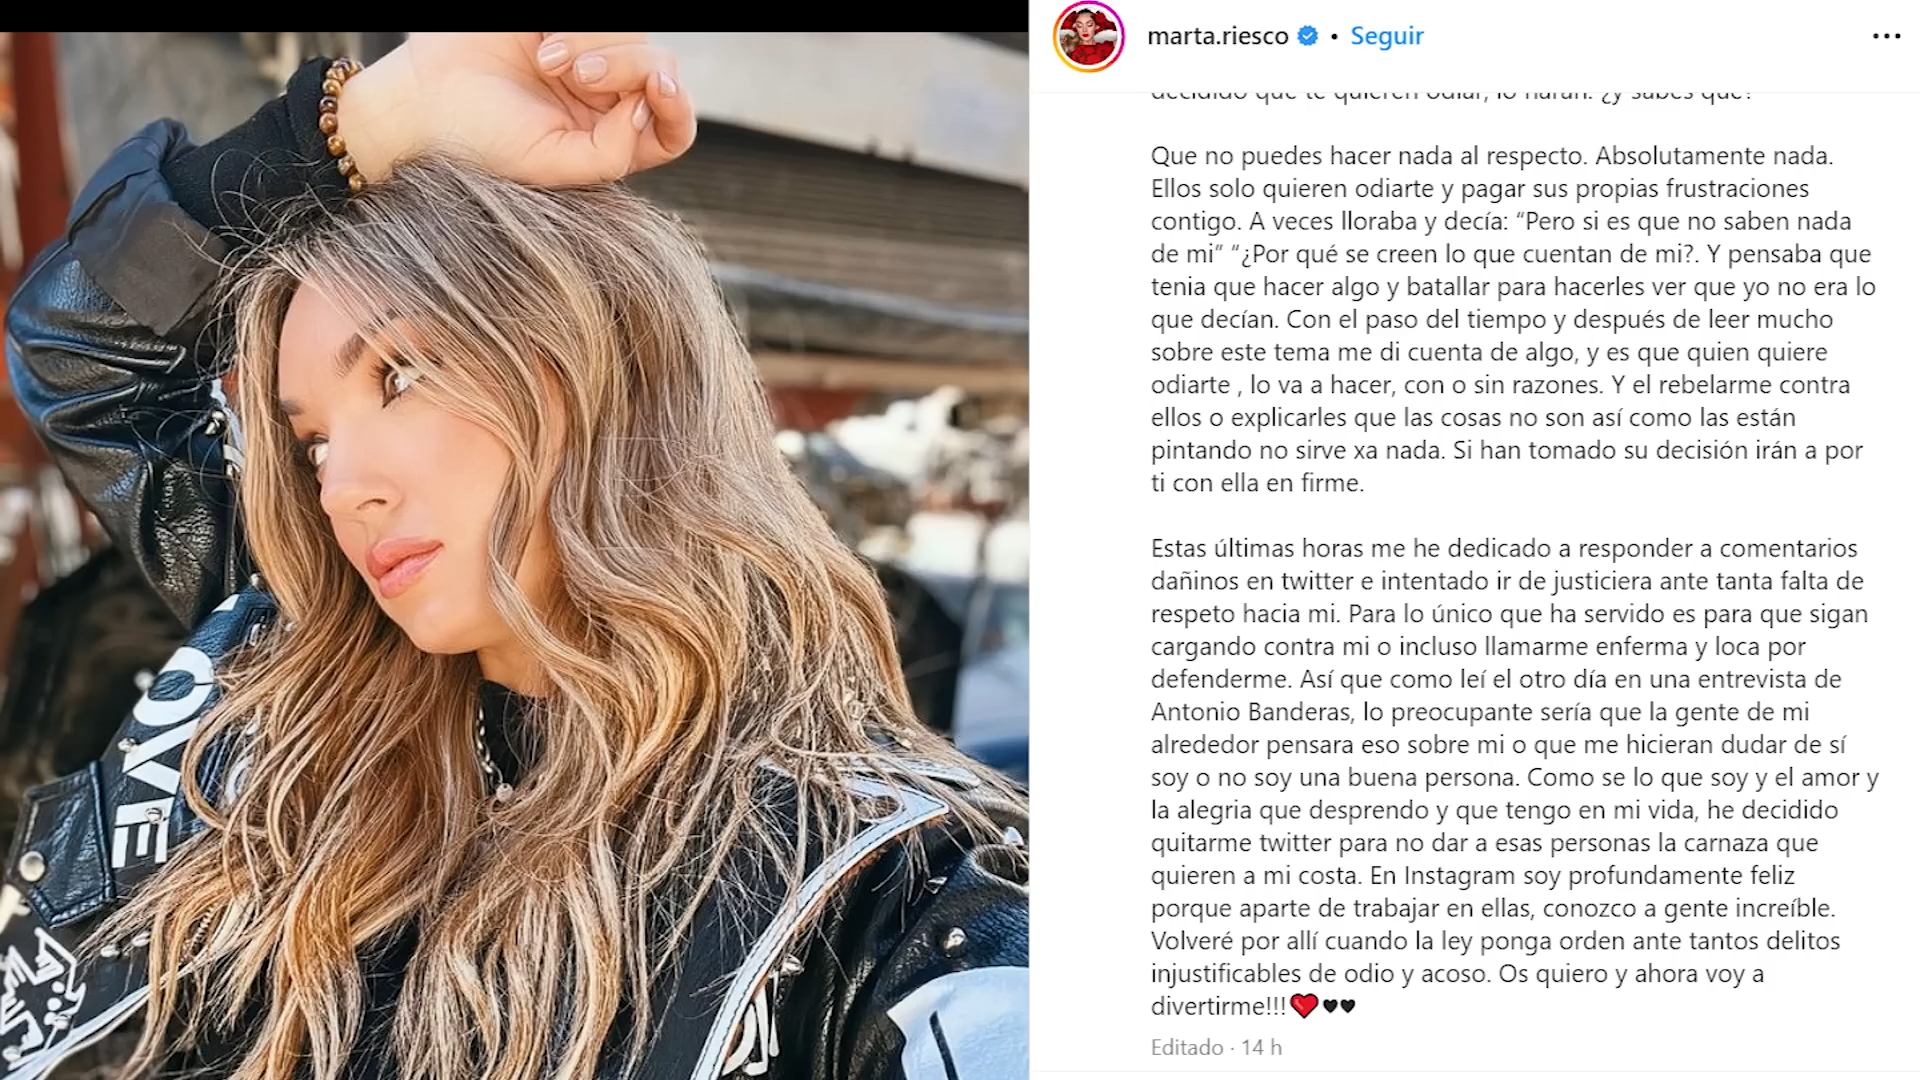 marta.riesco • Seguir
decidido que te quieren odiar, lo harán. ¿y sabes que?
Que no puedes hacer nada al respecto. Absolutamente nada.
Ellos solo quieren odiarte y pagar sus propias frustraciones
contigo. A veces lloraba y decía: “Pero si es que no saben nada
de mi” “¿Por qué se creen lo que cuentan de mi?. Y pensaba que
tenia que hacer algo y batallar para hacerles ver que yo no era lo
que decían. Con el paso del tiempo y después de leer mucho
sobre este tema me di cuenta de algo, y es que quien quiere
odiarte , lo va a hacer, con o sin razones. Y el rebelarme contra
ellos o explicarles que las cosas no son así como las están
pintando no sirve xa nada. Si han tomado su decisión irán a por
ti con ella en firme.
Estas últimas horas me he dedicado a responder a comentarios
dañinos en twitter e intentado ir de justiciera ante tanta falta de
respeto hacia mi. Para lo único que ha servido es para que sigan
cargando contra mi o incluso llamarme enferma y loca por
defenderme. Así que como leí el otro día en una entrevista de
Antonio Banderas, lo preocupante sería que la gente de mi
alrededor pensara eso sobre mi o que me hicieran dudar de sí
soy o no soy una buena persona. Como se lo que soy y el amor y
la alegria que desprendo y que tengo en mi vida, he decidido
quitarme twitter para no dar a esas personas la carnaza que
quieren a mi costa. En Instagram soy profundamente feliz
porque aparte de trabajar en ellas, conozco a gente increíble.
Volveré por allí cuando la ley ponga orden ante tantos delitos
injustificables de odio y acoso. Os quiero y ahora voy a
divertirme!!!❤️🖤🖤
Editado · 14 h
OVE